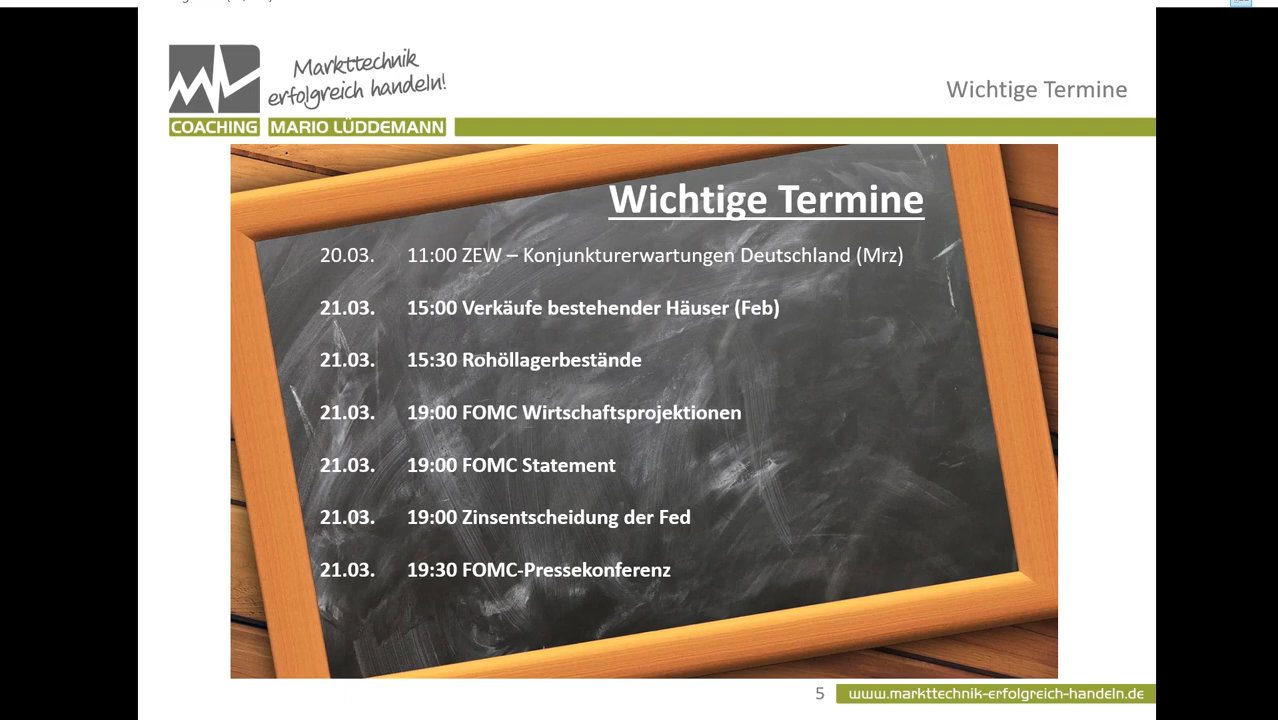 Markttechnik
erfolgreich handeln!
COACHING MARIO LÜDDEMANN
Wichtige Termine
Wichtige Termine
20.03. 11:00 ZEW – Konjunkturerwartungen Deutschland (Mrz)
21.03. 15:00 Verkäufe bestehender Häuser (Feb)
21.03. 15:30 Rohöllagerbestände
21.03. 19:00 FOMC Wirtschaftsprojektionen
21.03. 19:00 FOMC Statement
21.03. 19:00 Zinsentscheidung der Fed
21.03. 19:30 FOMC-Pressekonferenz
5 www.markttechnik-erfolgreich-handeln.de